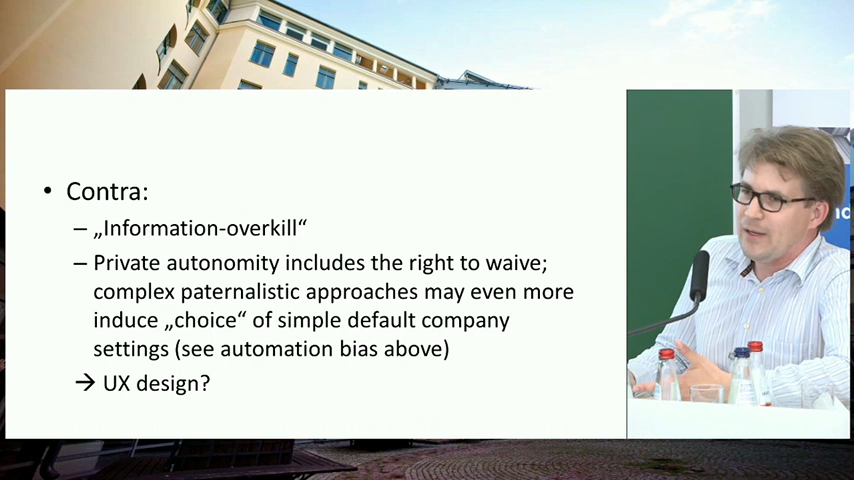 • Contra:
– „Information-overkill“
– Private autonomity includes the right to waive;
complex paternalistic approaches may even more
induce „choice“ of simple default company
settings (see automation bias above)
→ UX design?